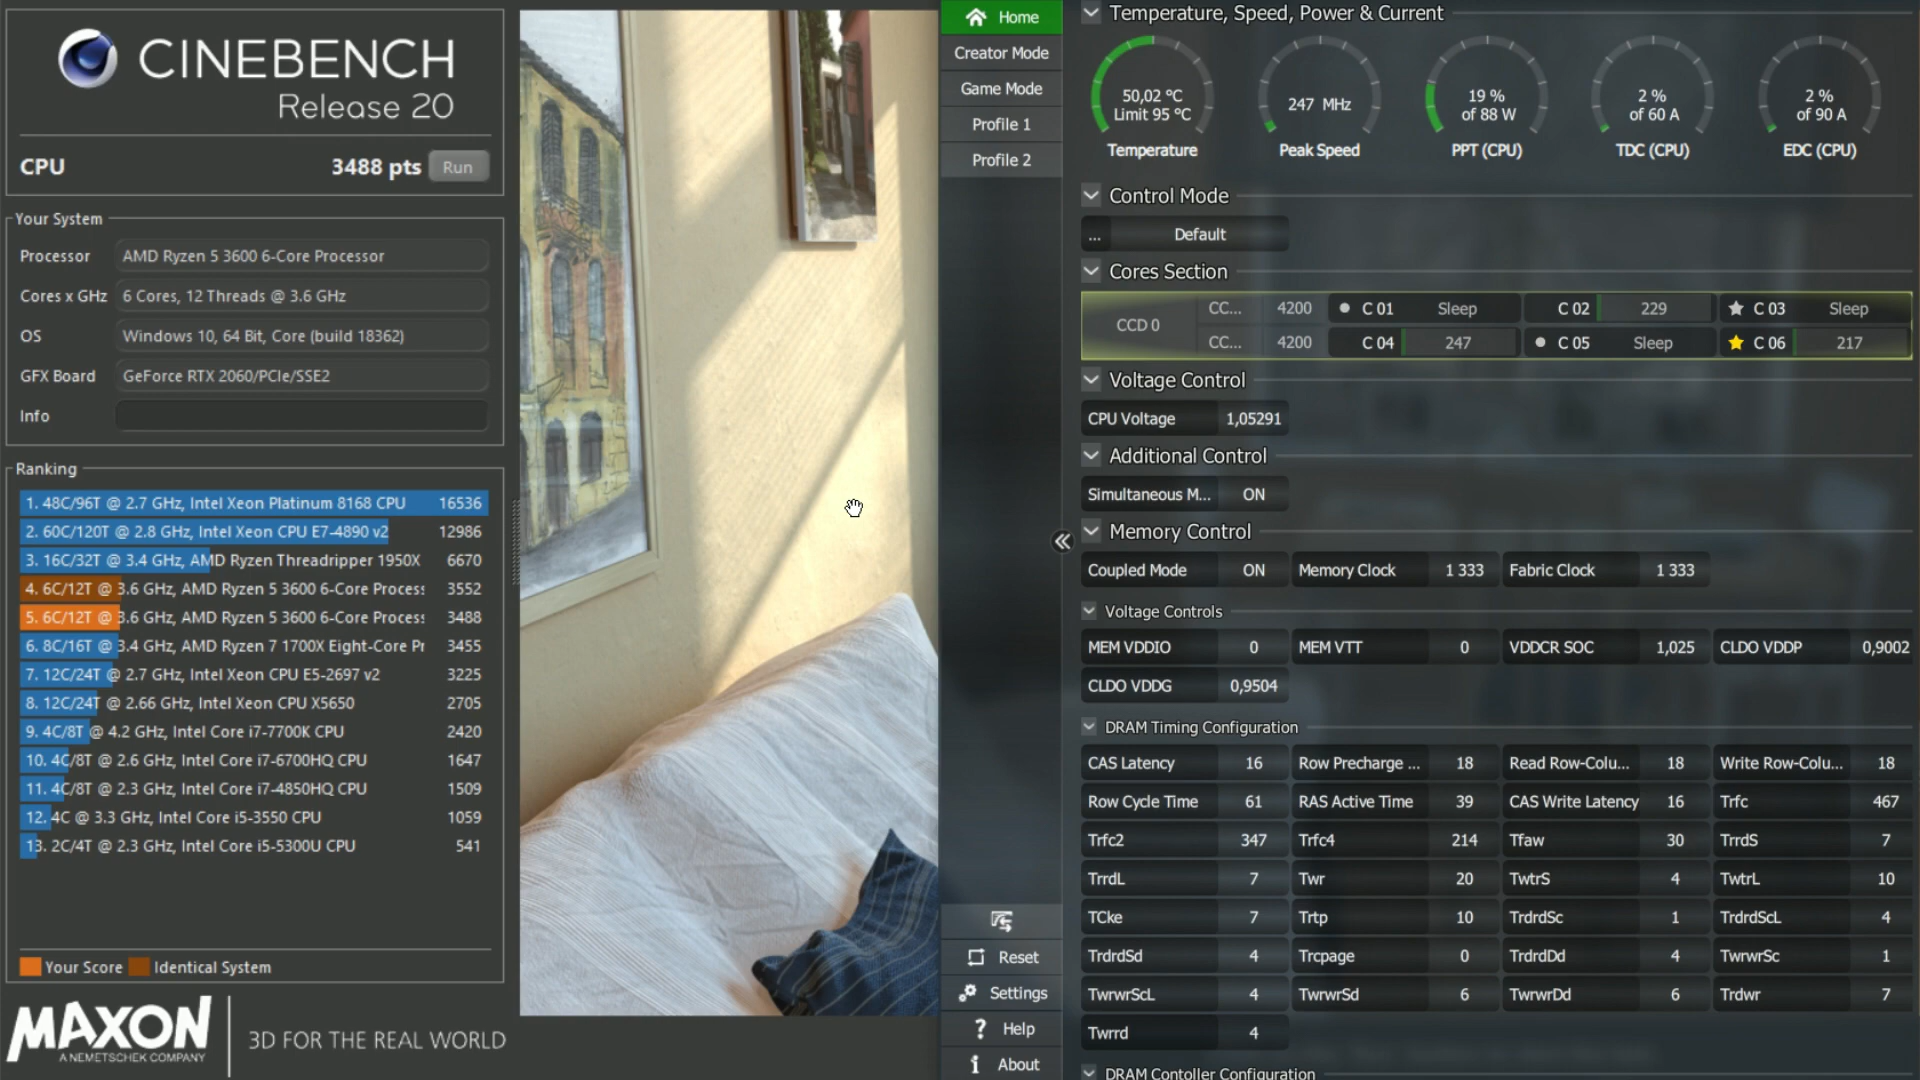 CINEBENCH
Release 20
CPU 3488 pts Run
Your System
Processor AMD Ryzen 5 3600 6-Core Processor
Cores x GHz 6 Cores, 12 Threads @ 3.6 GHz
OS Windows 10, 64 Bit, Core (build 18362)
GFX Board GeForce RTX 2060/PCIe/SSE2
Info
Ranking
1. 48C/96T @ 2.7 GHz, Intel Xeon Platinum 8168 CPU 16536
2. 60C/120T @ 2.8 GHz, Intel Xeon CPU E7-4890 v2 12986
3. 16C/32T @ 3.4 GHz, AMD Ryzen Threadripper 1950X 6670
4. 6C/12T @ 3.6 GHz, AMD Ryzen 5 3600 6-Core Process 3552
5. 6C/12T @ 3.6 GHz, AMD Ryzen 5 3600 6-Core Process 3488
6. 8C/16T @ 3.4 GHz, AMD Ryzen 7 1700X Eight-Core Pr 3455
7. 12C/24T @ 2.7 GHz, Intel Xeon CPU E5-2697 v2 3225
8. 12C/24T @ 2.66 GHz, Intel Xeon CPU X5650 2705
9. 4C/8T @ 4.2 GHz, Intel Core i7-7700K CPU 2420
10. 4C/8T @ 2.6 GHz, Intel Core i7-6700HQ CPU 1647
11. 4C/8T @ 2.3 GHz, Intel Core i7-4850HQ CPU 1509
12. 4C @ 3.3 GHz, Intel Core i5-3550 CPU 1059
13. 2C/4T @ 2.3 GHz, Intel Core i5-5300U CPU 541
Your Score Identical System
MAXON
A NEMETSCHEK COMPANY
3D FOR THE REAL WORLD
Home
Creator Mode
Game Mode
Profile 1
Profile 2
Reset
Settings
Help
About
Temperature, Speed, Power & Current
50,02 °C
Limit 95 °C
Temperature
247 MHz
Peak Speed
19 %
of 88 W
PPT (CPU)
2 %
of 60 A
TDC (CPU)
2 %
of 90 A
EDC (CPU)
Control Mode
... Default
Cores Section
CCD 0
CC... 4200 C 01 Sleep C 02 229 C 03 Sleep
CC... 4200 C 04 247 C 05 Sleep C 06 217
Voltage Control
CPU Voltage 1,05291
Additional Control
Simultaneous M... ON
Memory Control
Coupled Mode ON Memory Clock 1 333 Fabric Clock 1 333
Voltage Controls
MEM VDDIO 0 MEM VTT 0 VDDCR SOC 1,025 CLDO VDDP 0,9002
CLDO VDDG 0,9504
DRAM Timing Configuration
CAS Latency 16 Row Precharge ... 18 Read Row-Colu... 18 Write Row-Colu... 18
Row Cycle Time 61 RAS Active Time 39 CAS Write Latency 16 Trfc 467
Trfc2 347 Trfc4 214 Tfaw 30 TrrdS 7
TrrdL 7 Twr 20 TwtrS 4 TwtrL 10
TCke 7 Trtp 10 TrdrdSc 1 TrdrdScL 4
TrdrdSd 4 Trcpage 0 TrdrdDd 4 TwrwrSc 1
TwrwrScL 4 TwrwrSd 6 TwrwrDd 6 Trdwr 7
Twrrd 4
DRAM Contoller Configuration